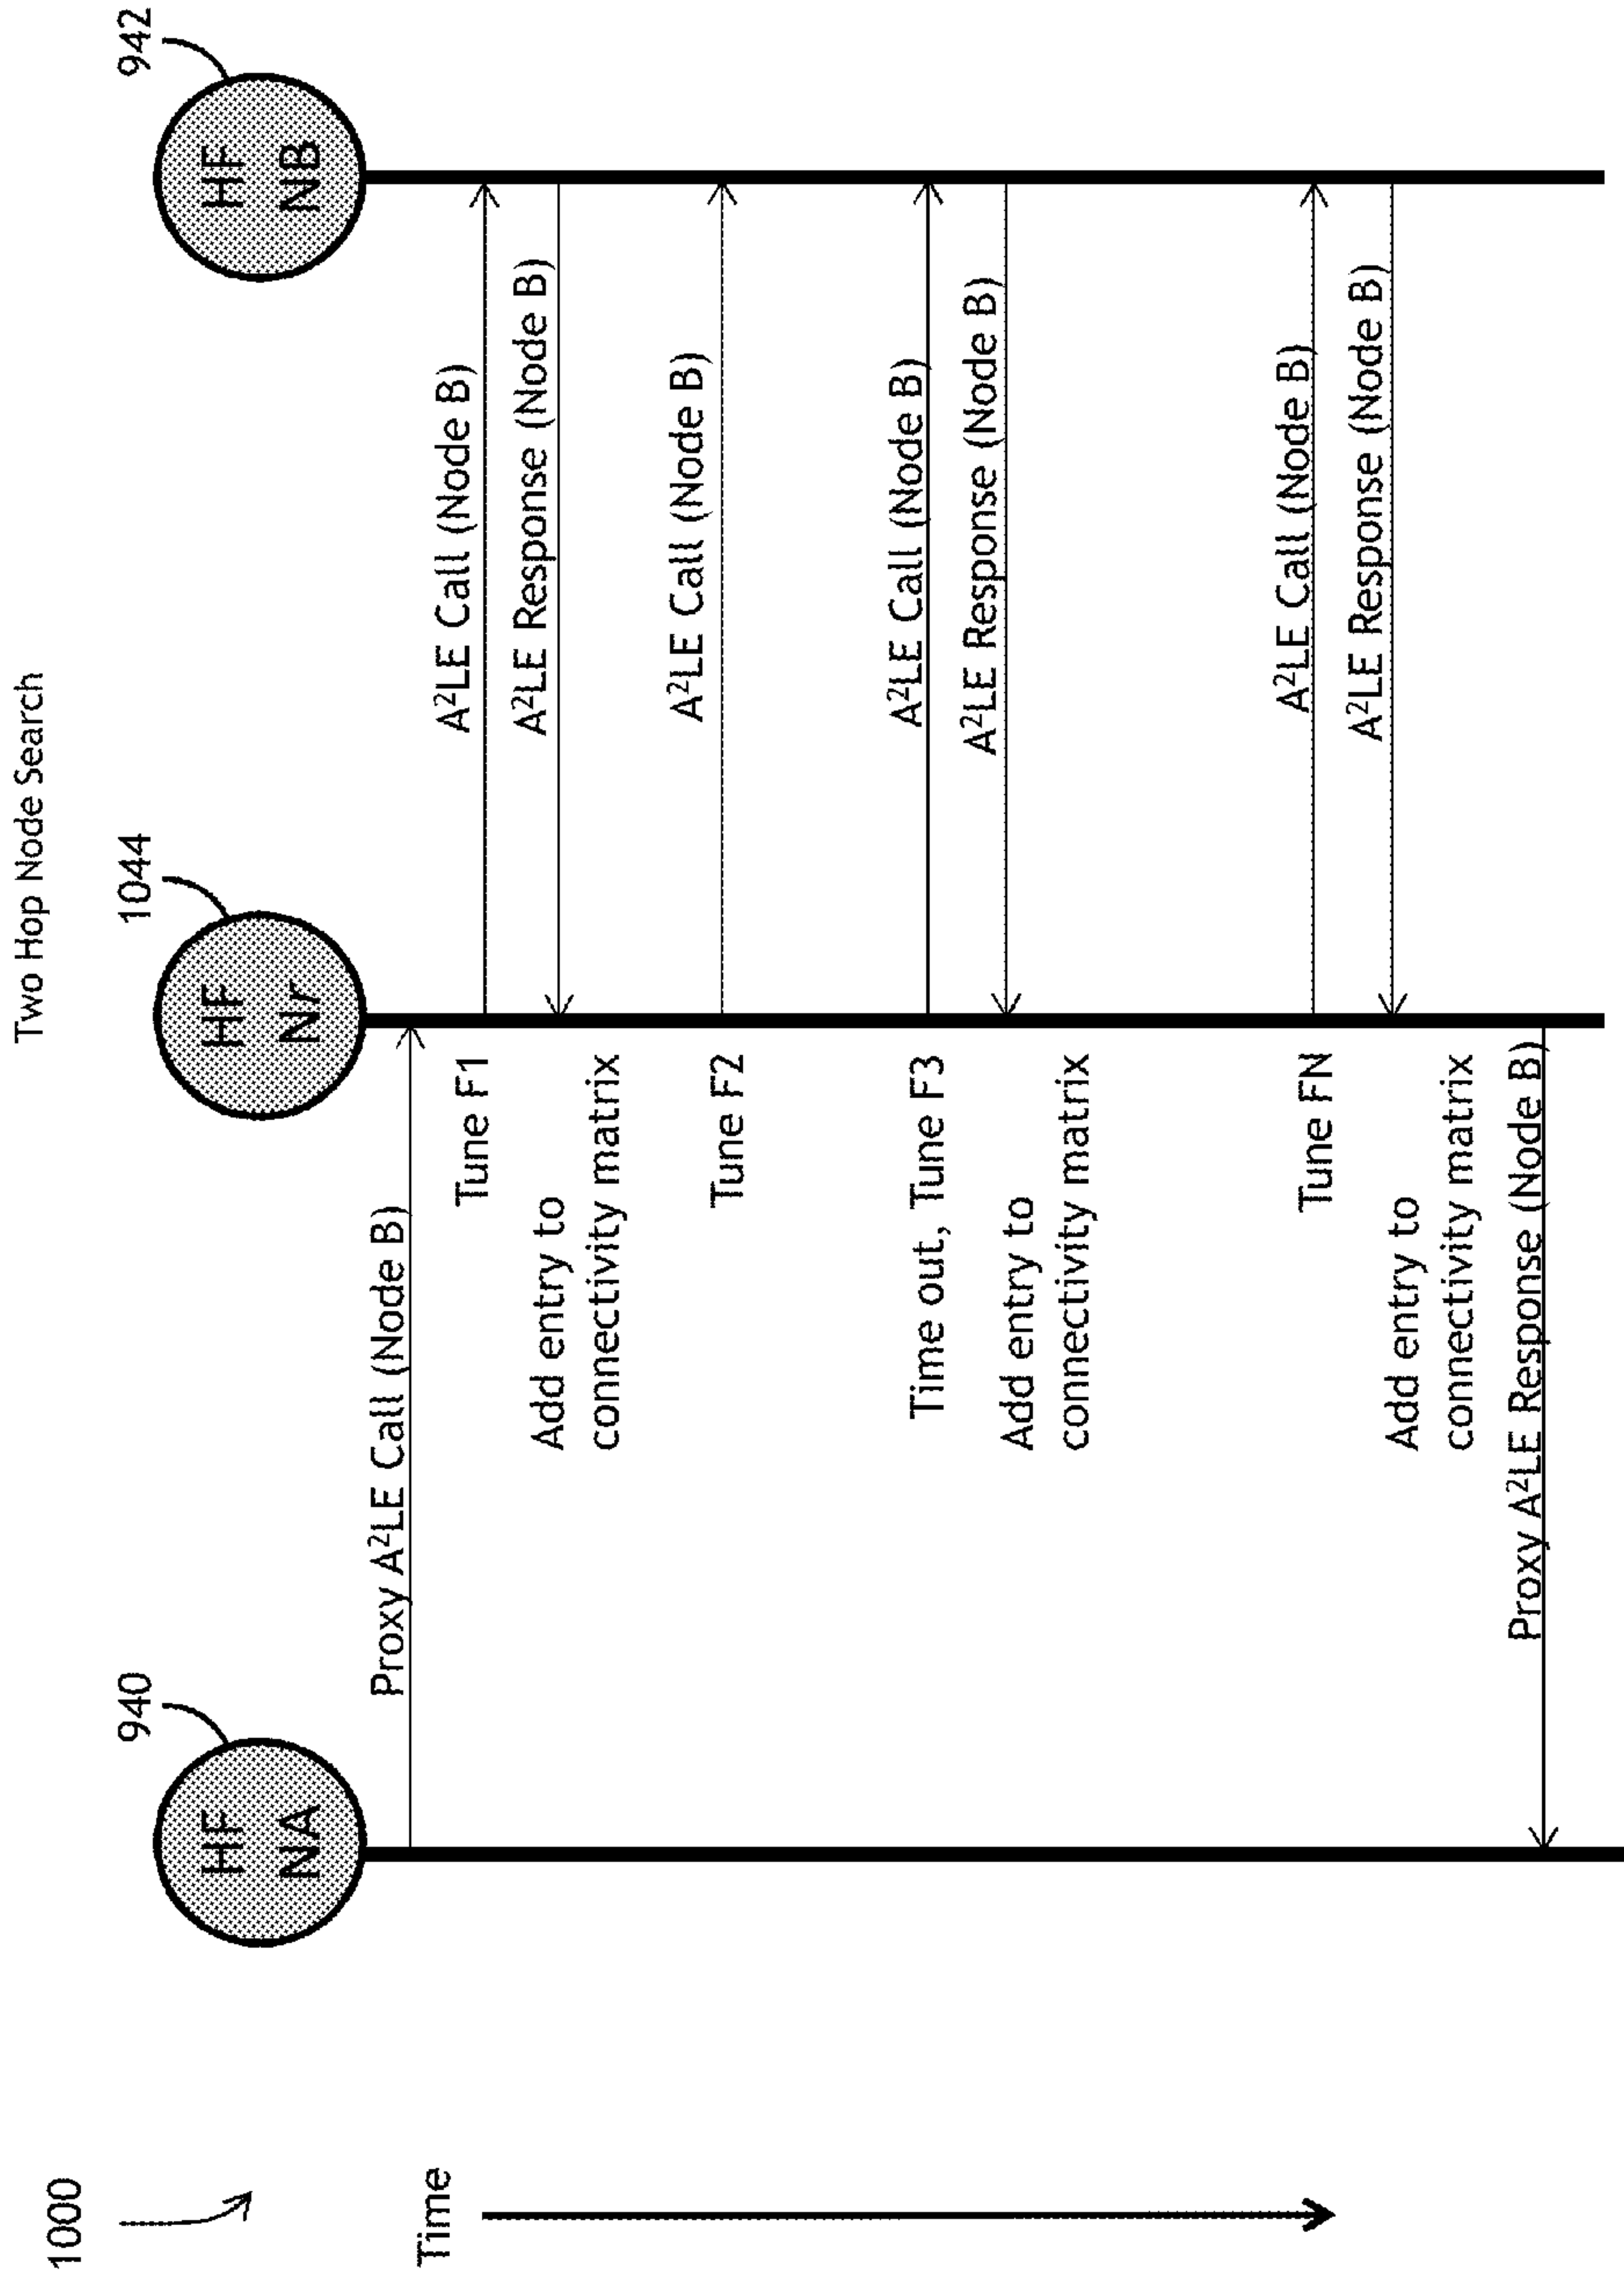 Two Hop Node Search
1000
940
1044
942
HF
NA
HF
Nr
HF
NB
Time
Proxy A²LE Call (Node B)
Tune F1
A²LE Call (Node B)
A²LE Response (Node B)
Add entry to
connectivity matrix
Tune F2
A²LE Call (Node B)
Time out, Tune F3
A²LE Call (Node B)
A²LE Response (Node B)
Add entry to
connectivity matrix
Tune FN
A²LE Call (Node B)
A²LE Response (Node B)
Add entry to
connectivity matrix
Proxy A²LE Response (Node B)